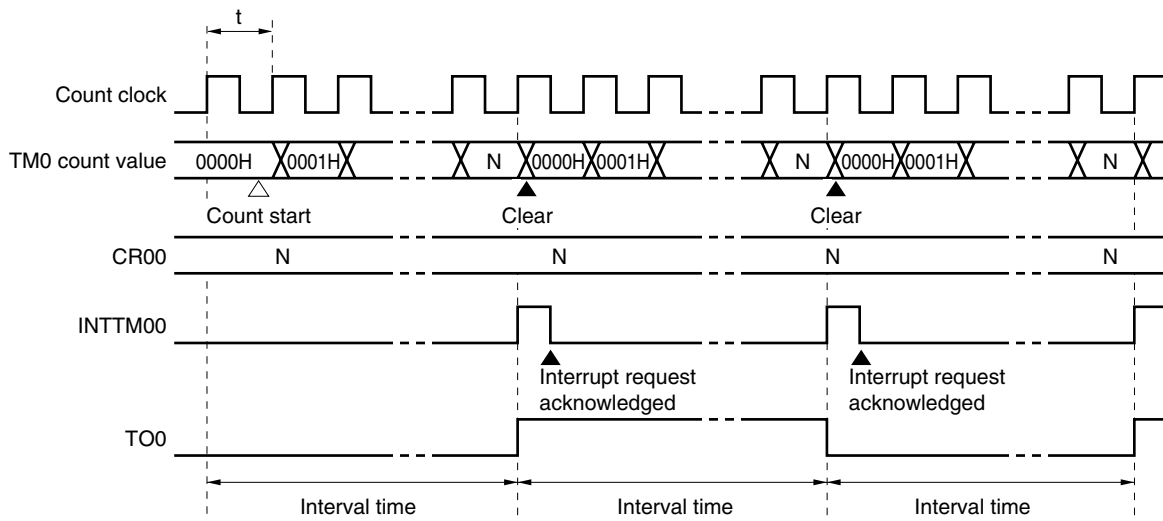 t
Count clock
TM0 count value 0000H 0001H N 0000H 0001H N 0000H 0001H N
Count start Clear Clear
CR00 N N N N
INTTM00
Interrupt request acknowledged
Interrupt request acknowledged
TO0
Interval time Interval time Interval time